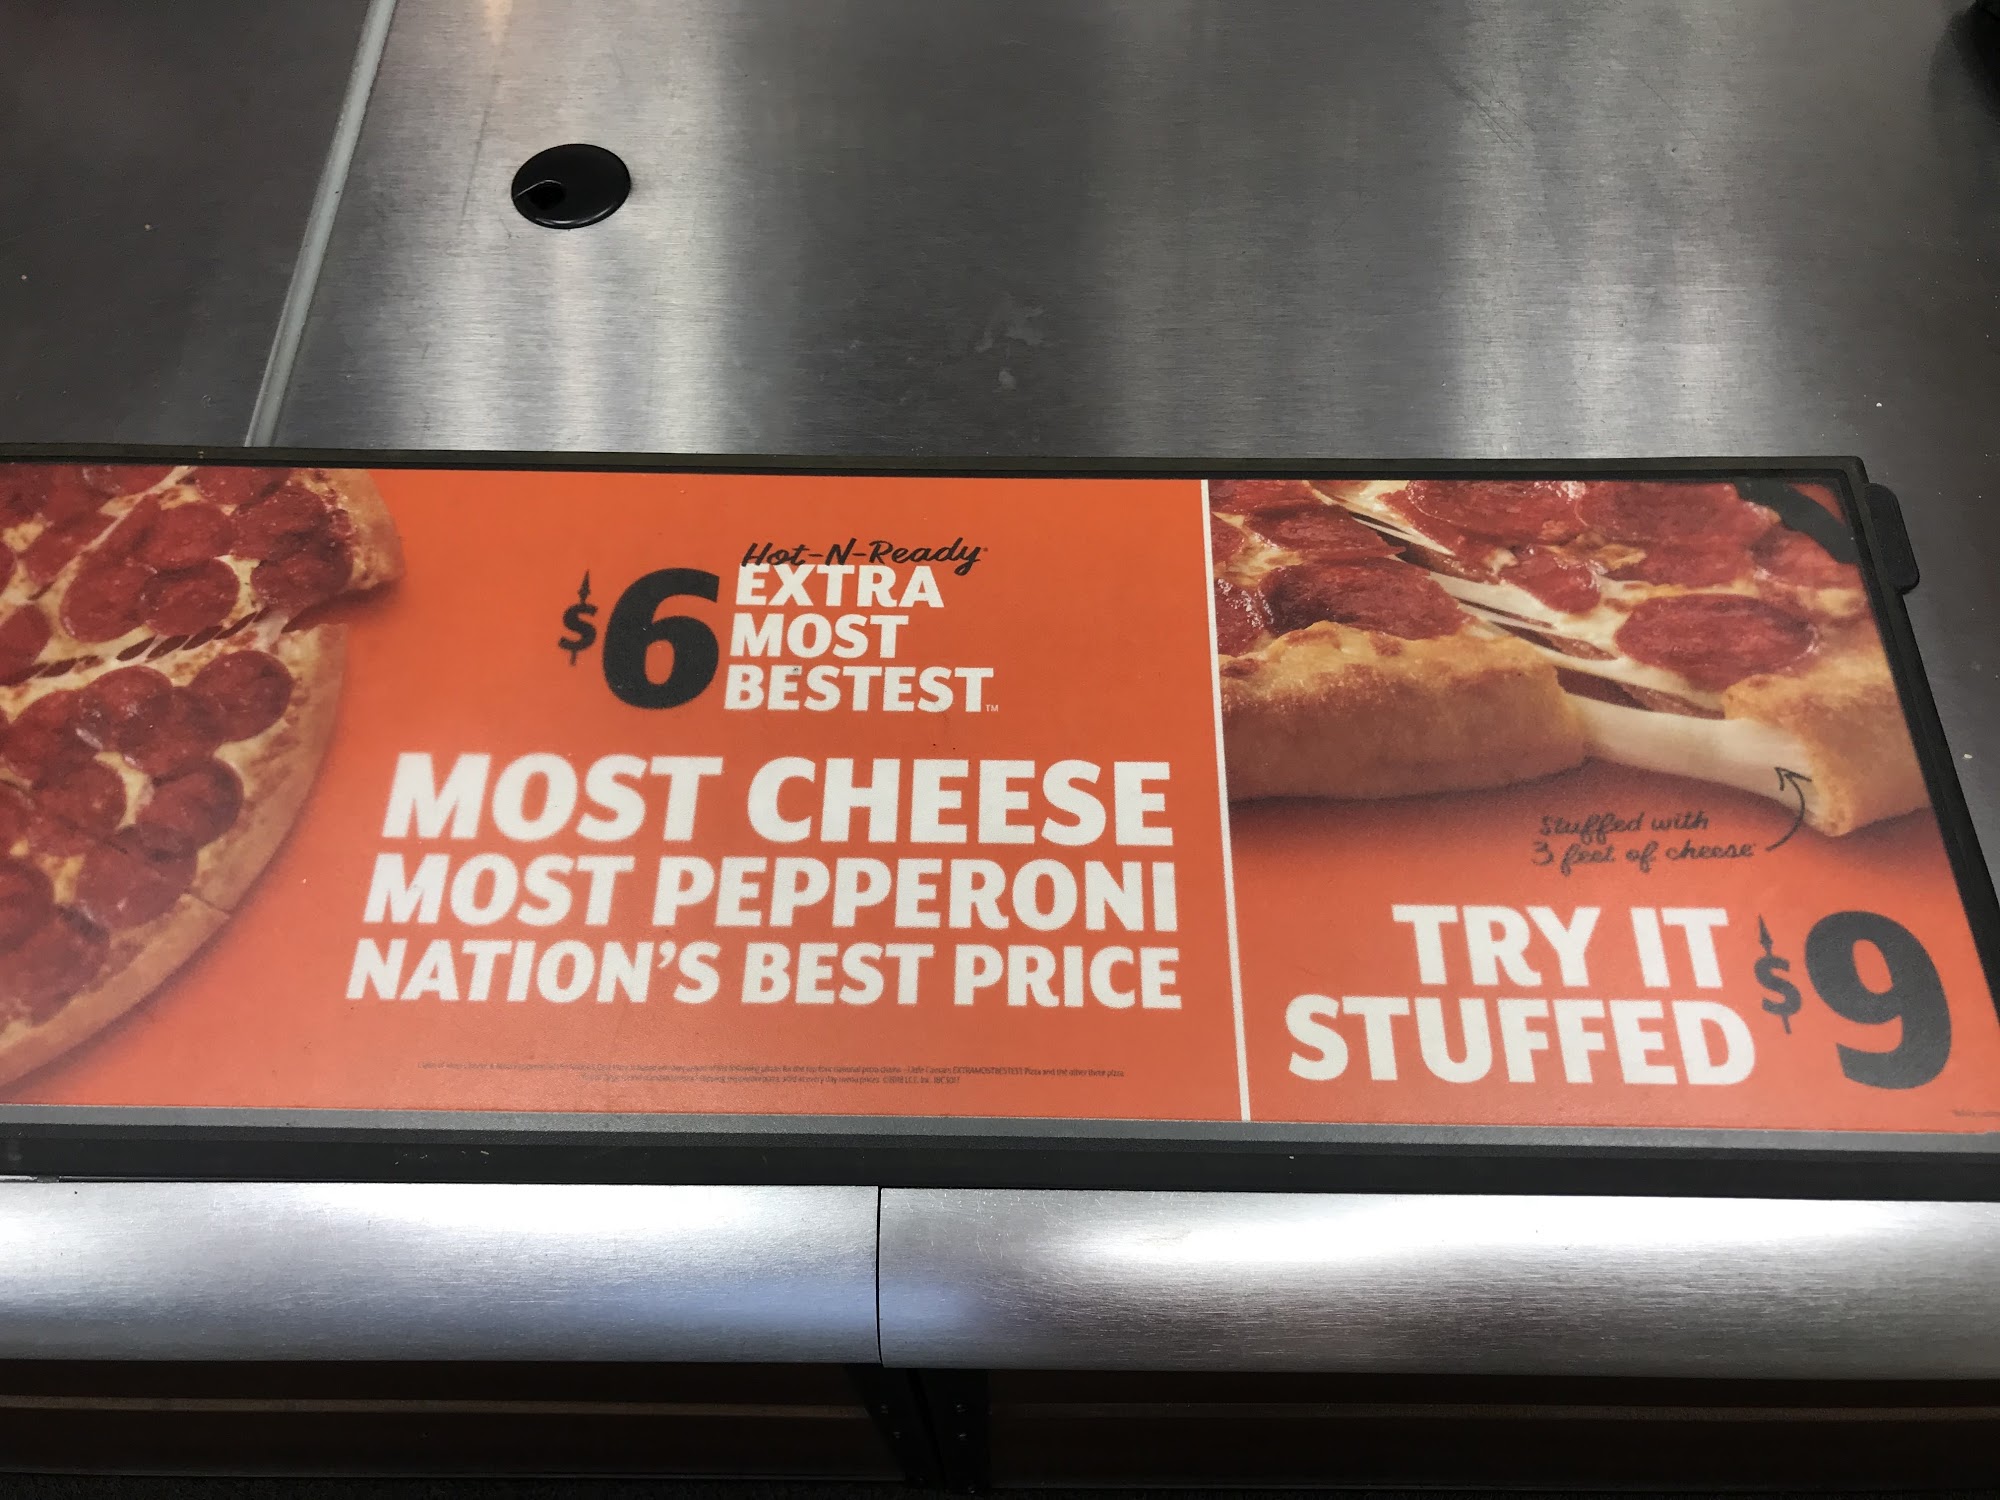 Hot-N-Ready®
$6 EXTRA
MOST
BESTEST™
MOST CHEESE
MOST PEPPERONI
NATION'S BEST PRICE
Stuffed with
3 feet of cheese
TRY IT
STUFFED
$9